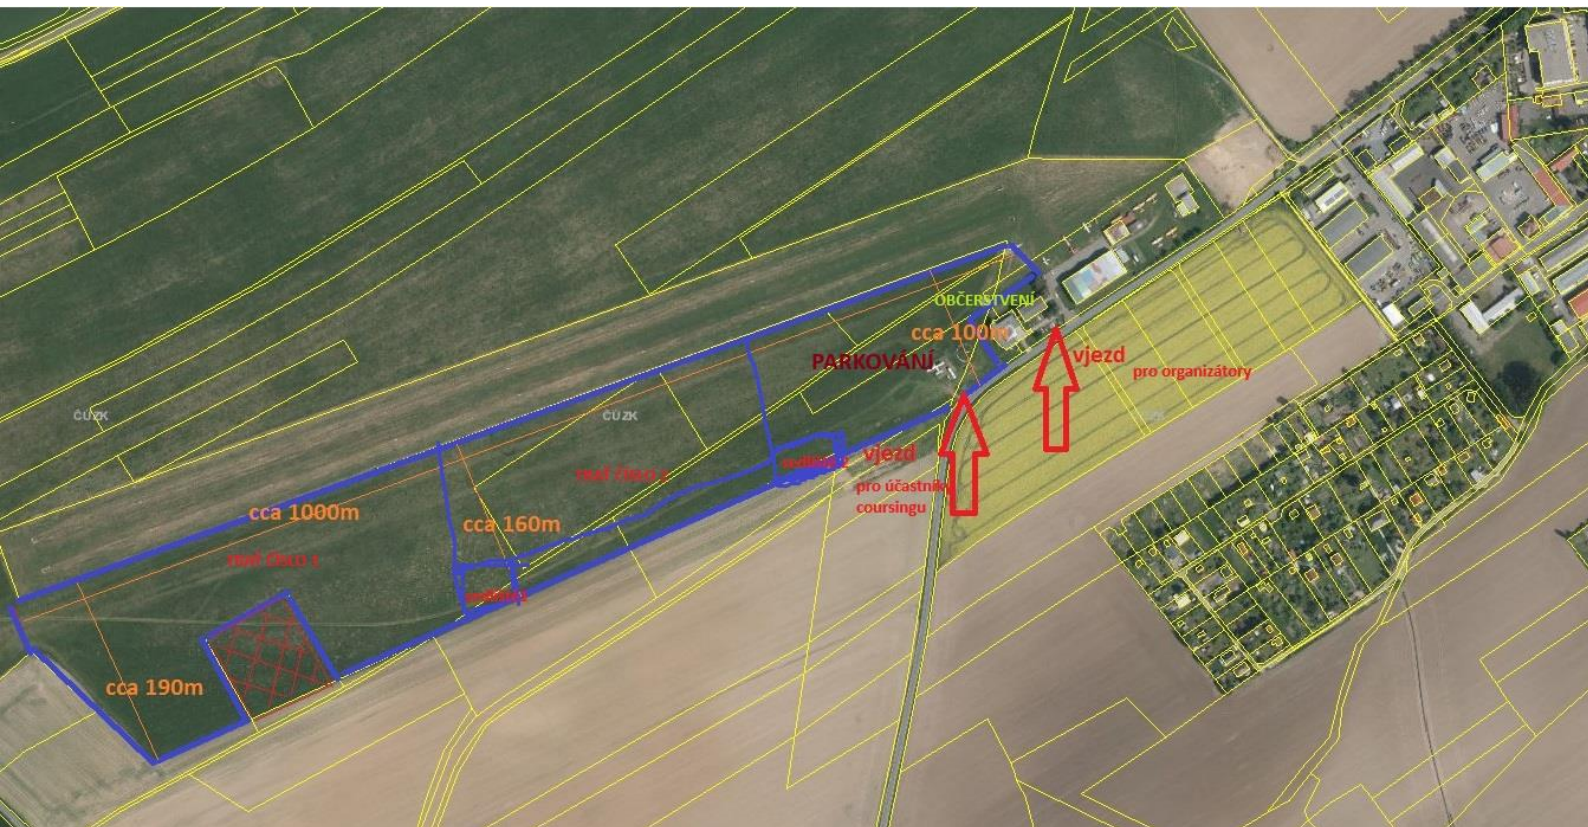 OBČERSTVENÍ
cca 100m
PARKOVÁNÍ
vjezd
pro organizátory
ČÚZK
ČÚZK
ČÚZK
vjezd
pro účastníky
coursingu
cca 1000m
cca 160m
cca 190m